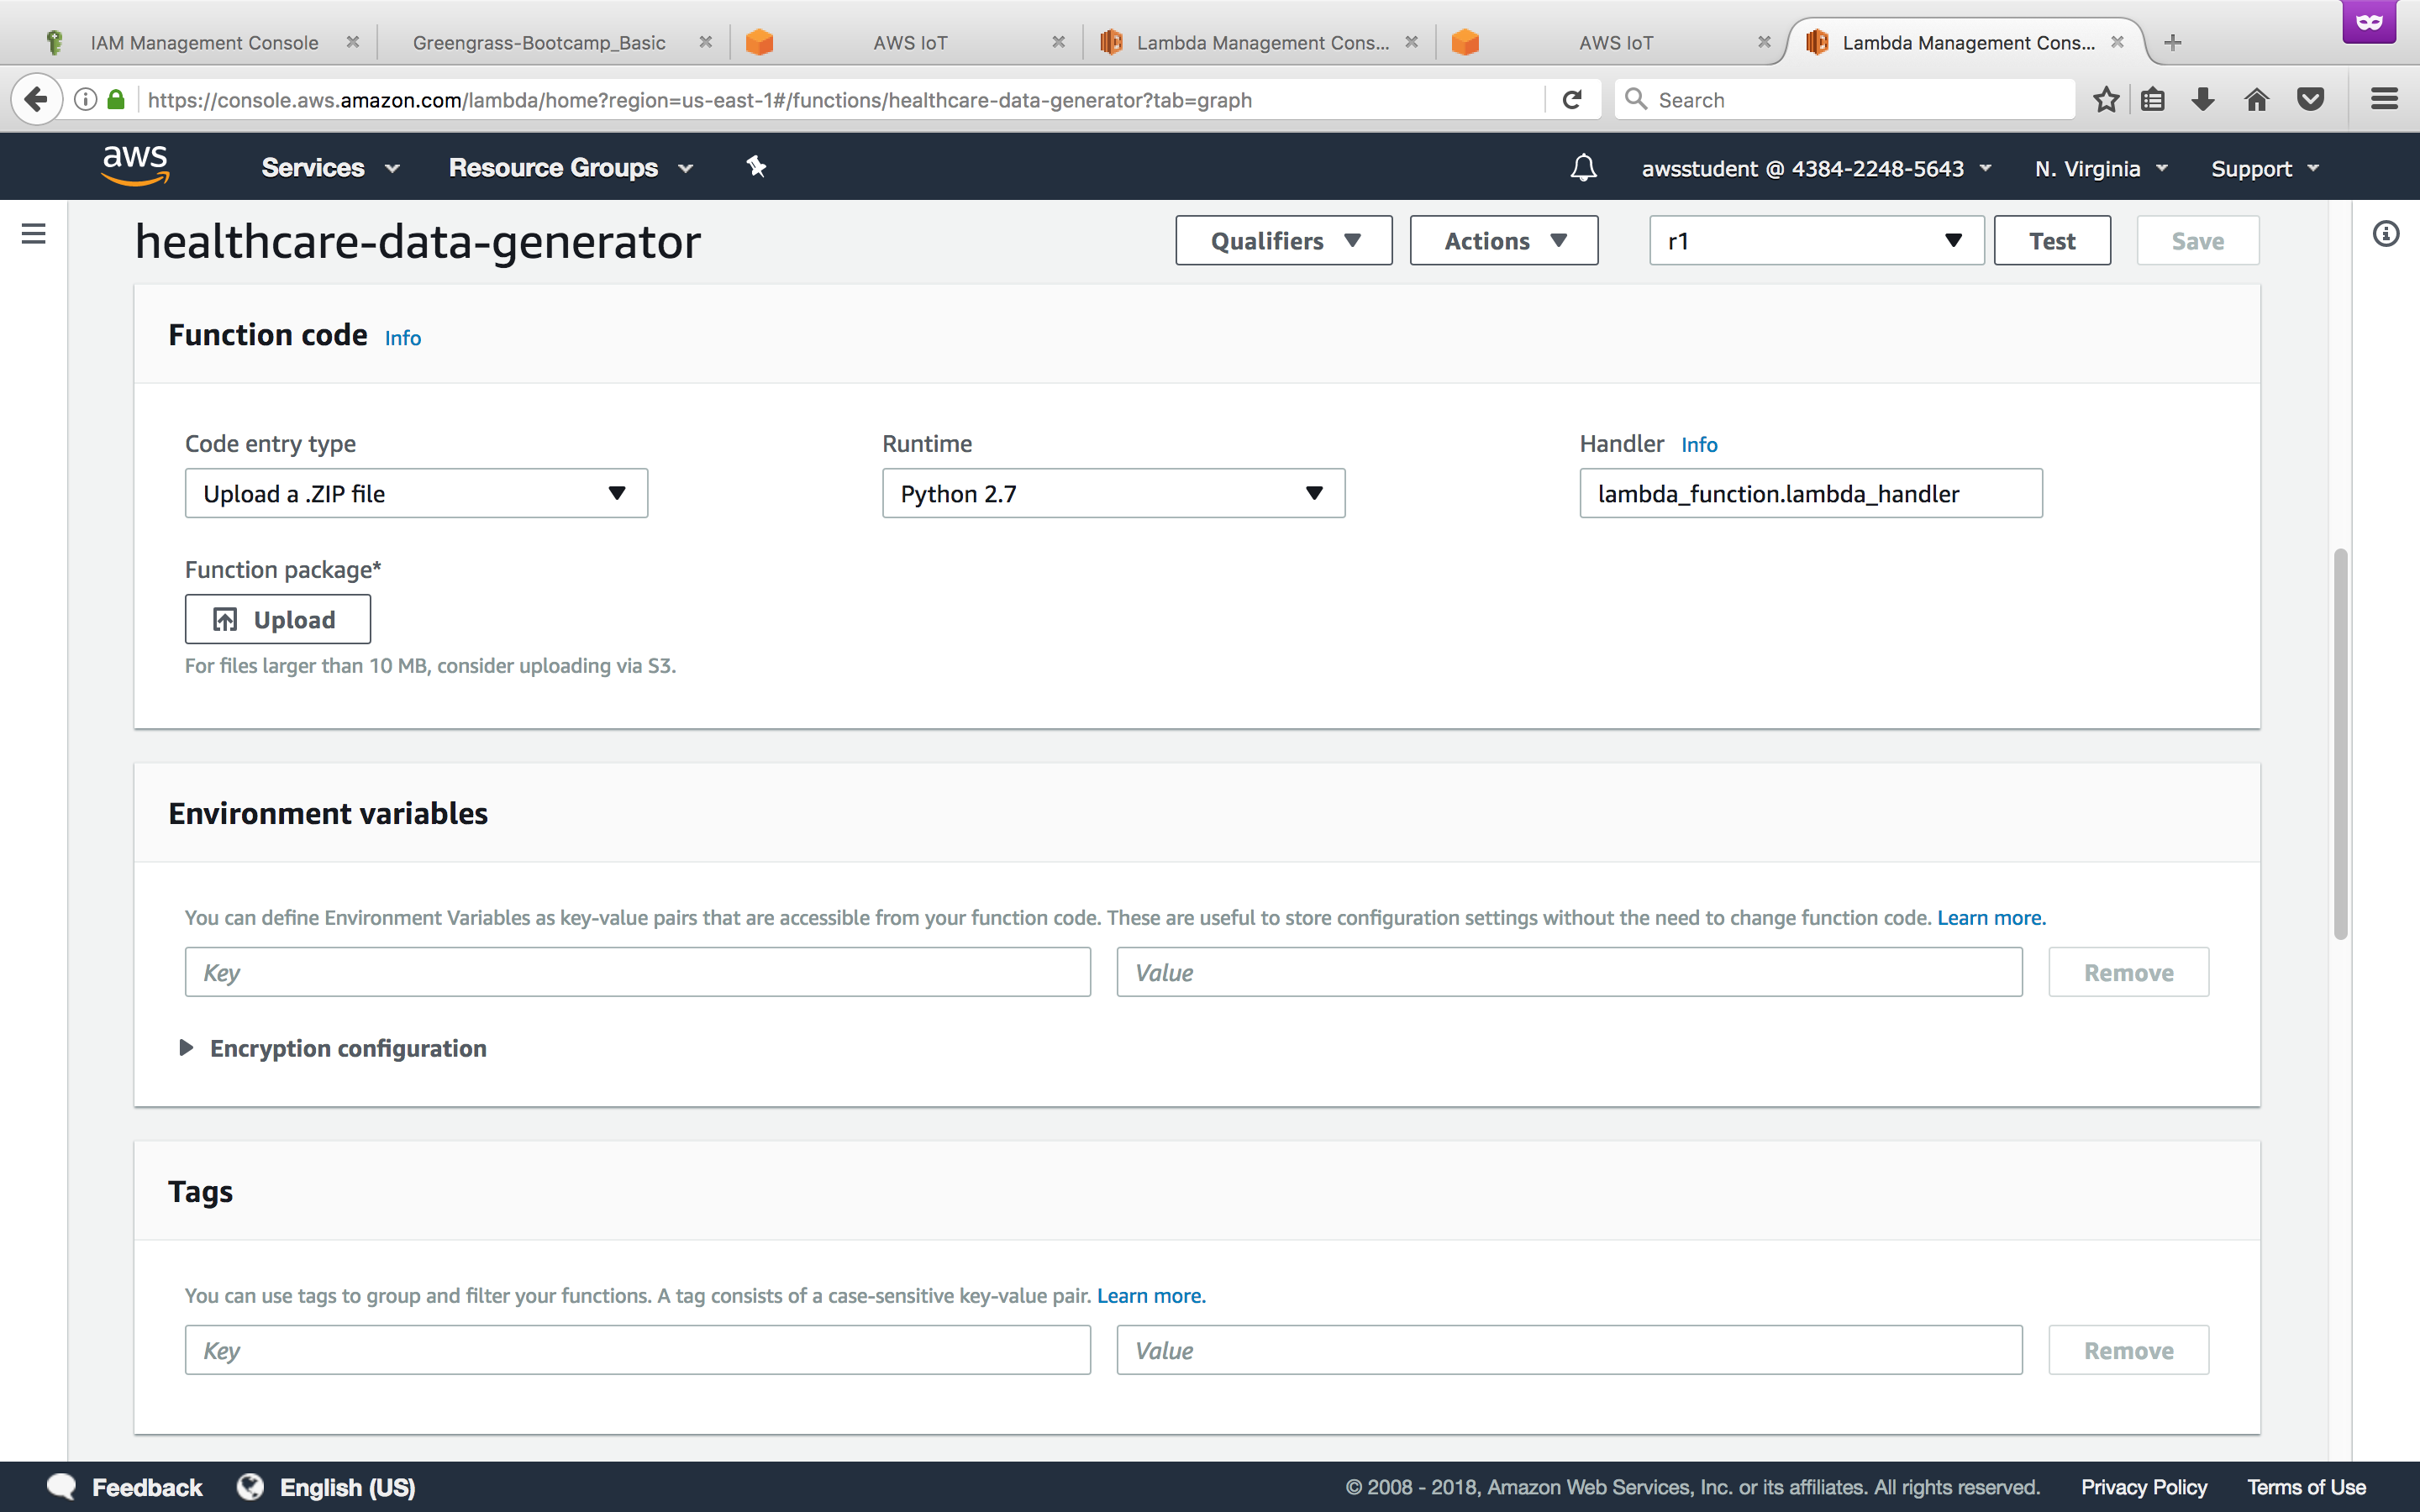 IAM Management Console
Greengrass-Bootcamp_Basic
AWS IoT
Lambda Management Cons...
AWS IoT
Lambda Management Cons...
https://console.aws.amazon.com/lambda/home?region=us-east-1#/functions/healthcare-data-generator?tab=graph
Search
aws
Services
Resource Groups
awsstudent @ 4384-2248-5643
N. Virginia
Support
healthcare-data-generator
Qualifiers
Actions
r1
Test
Save
Function code Info
Code entry type
Runtime
Handler Info
Upload a .ZIP file
Python 2.7
lambda_function.lambda_handler
Function package*
Upload
For files larger than 10 MB, consider uploading via S3.
Environment variables
You can define Environment Variables as key-value pairs that are accessible from your function code. These are useful to store configuration settings without the need to change function code. Learn more.
Key
Value
Remove
Encryption configuration
Tags
You can use tags to group and filter your functions. A tag consists of a case-sensitive key-value pair. Learn more.
Key
Value
Remove
Feedback
English (US)
© 2008 - 2018, Amazon Web Services, Inc. or its affiliates. All rights reserved.
Privacy Policy
Terms of Use